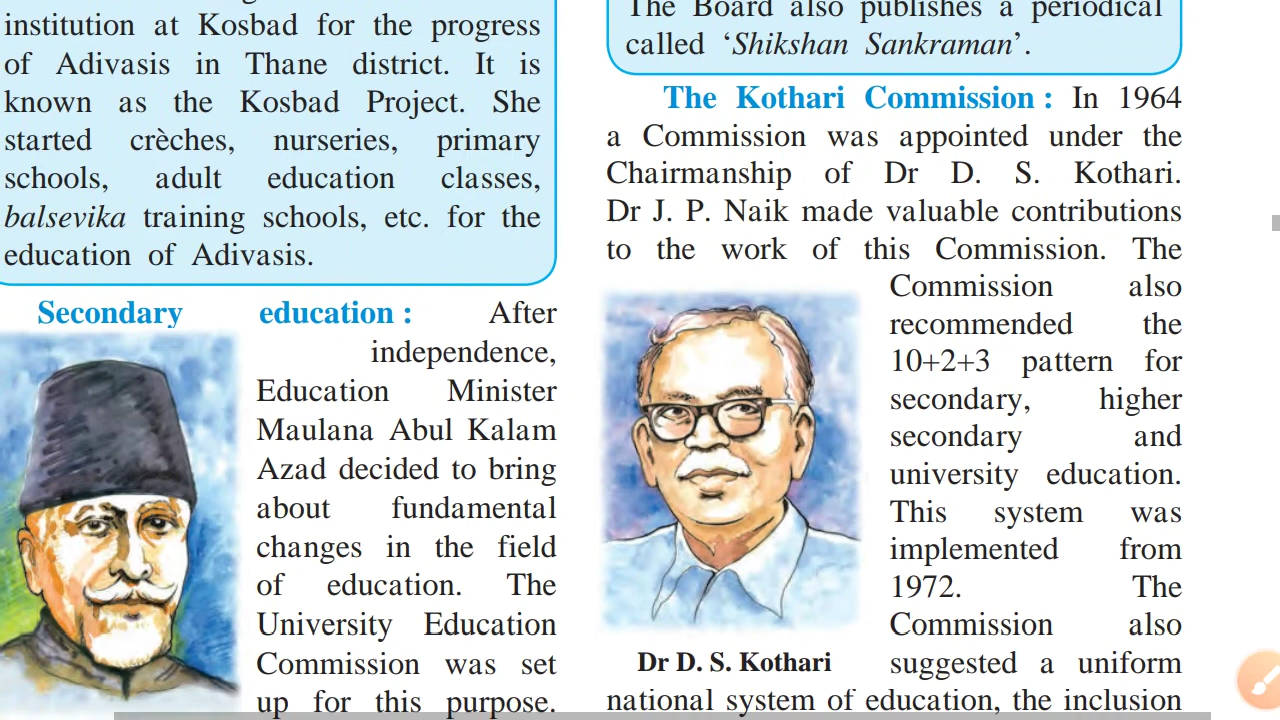 institution at Kosbad for the progress
of Adivasis in Thane district. It is
known as the Kosbad Project. She
started crèches, nurseries, primary
schools, adult education classes,
balsevika training schools, etc. for the
education of Adivasis.
Secondary education : After
independence,
Education Minister
Maulana Abul Kalam
Azad decided to bring
about fundamental
changes in the field
of education. The
University Education
Commission was set
up for this purpose.
The Board also publishes a periodical
called ‘Shikshan Sankraman’.
The Kothari Commission : In 1964
a Commission was appointed under the
Chairmanship of Dr D. S. Kothari.
Dr J. P. Naik made valuable contributions
to the work of this Commission. The
Commission also
recommended the
10+2+3 pattern for
secondary, higher
secondary and
university education.
This system was
implemented from
1972. The
Commission also
suggested a uniform
national system of education, the inclusion
Dr D. S. Kothari